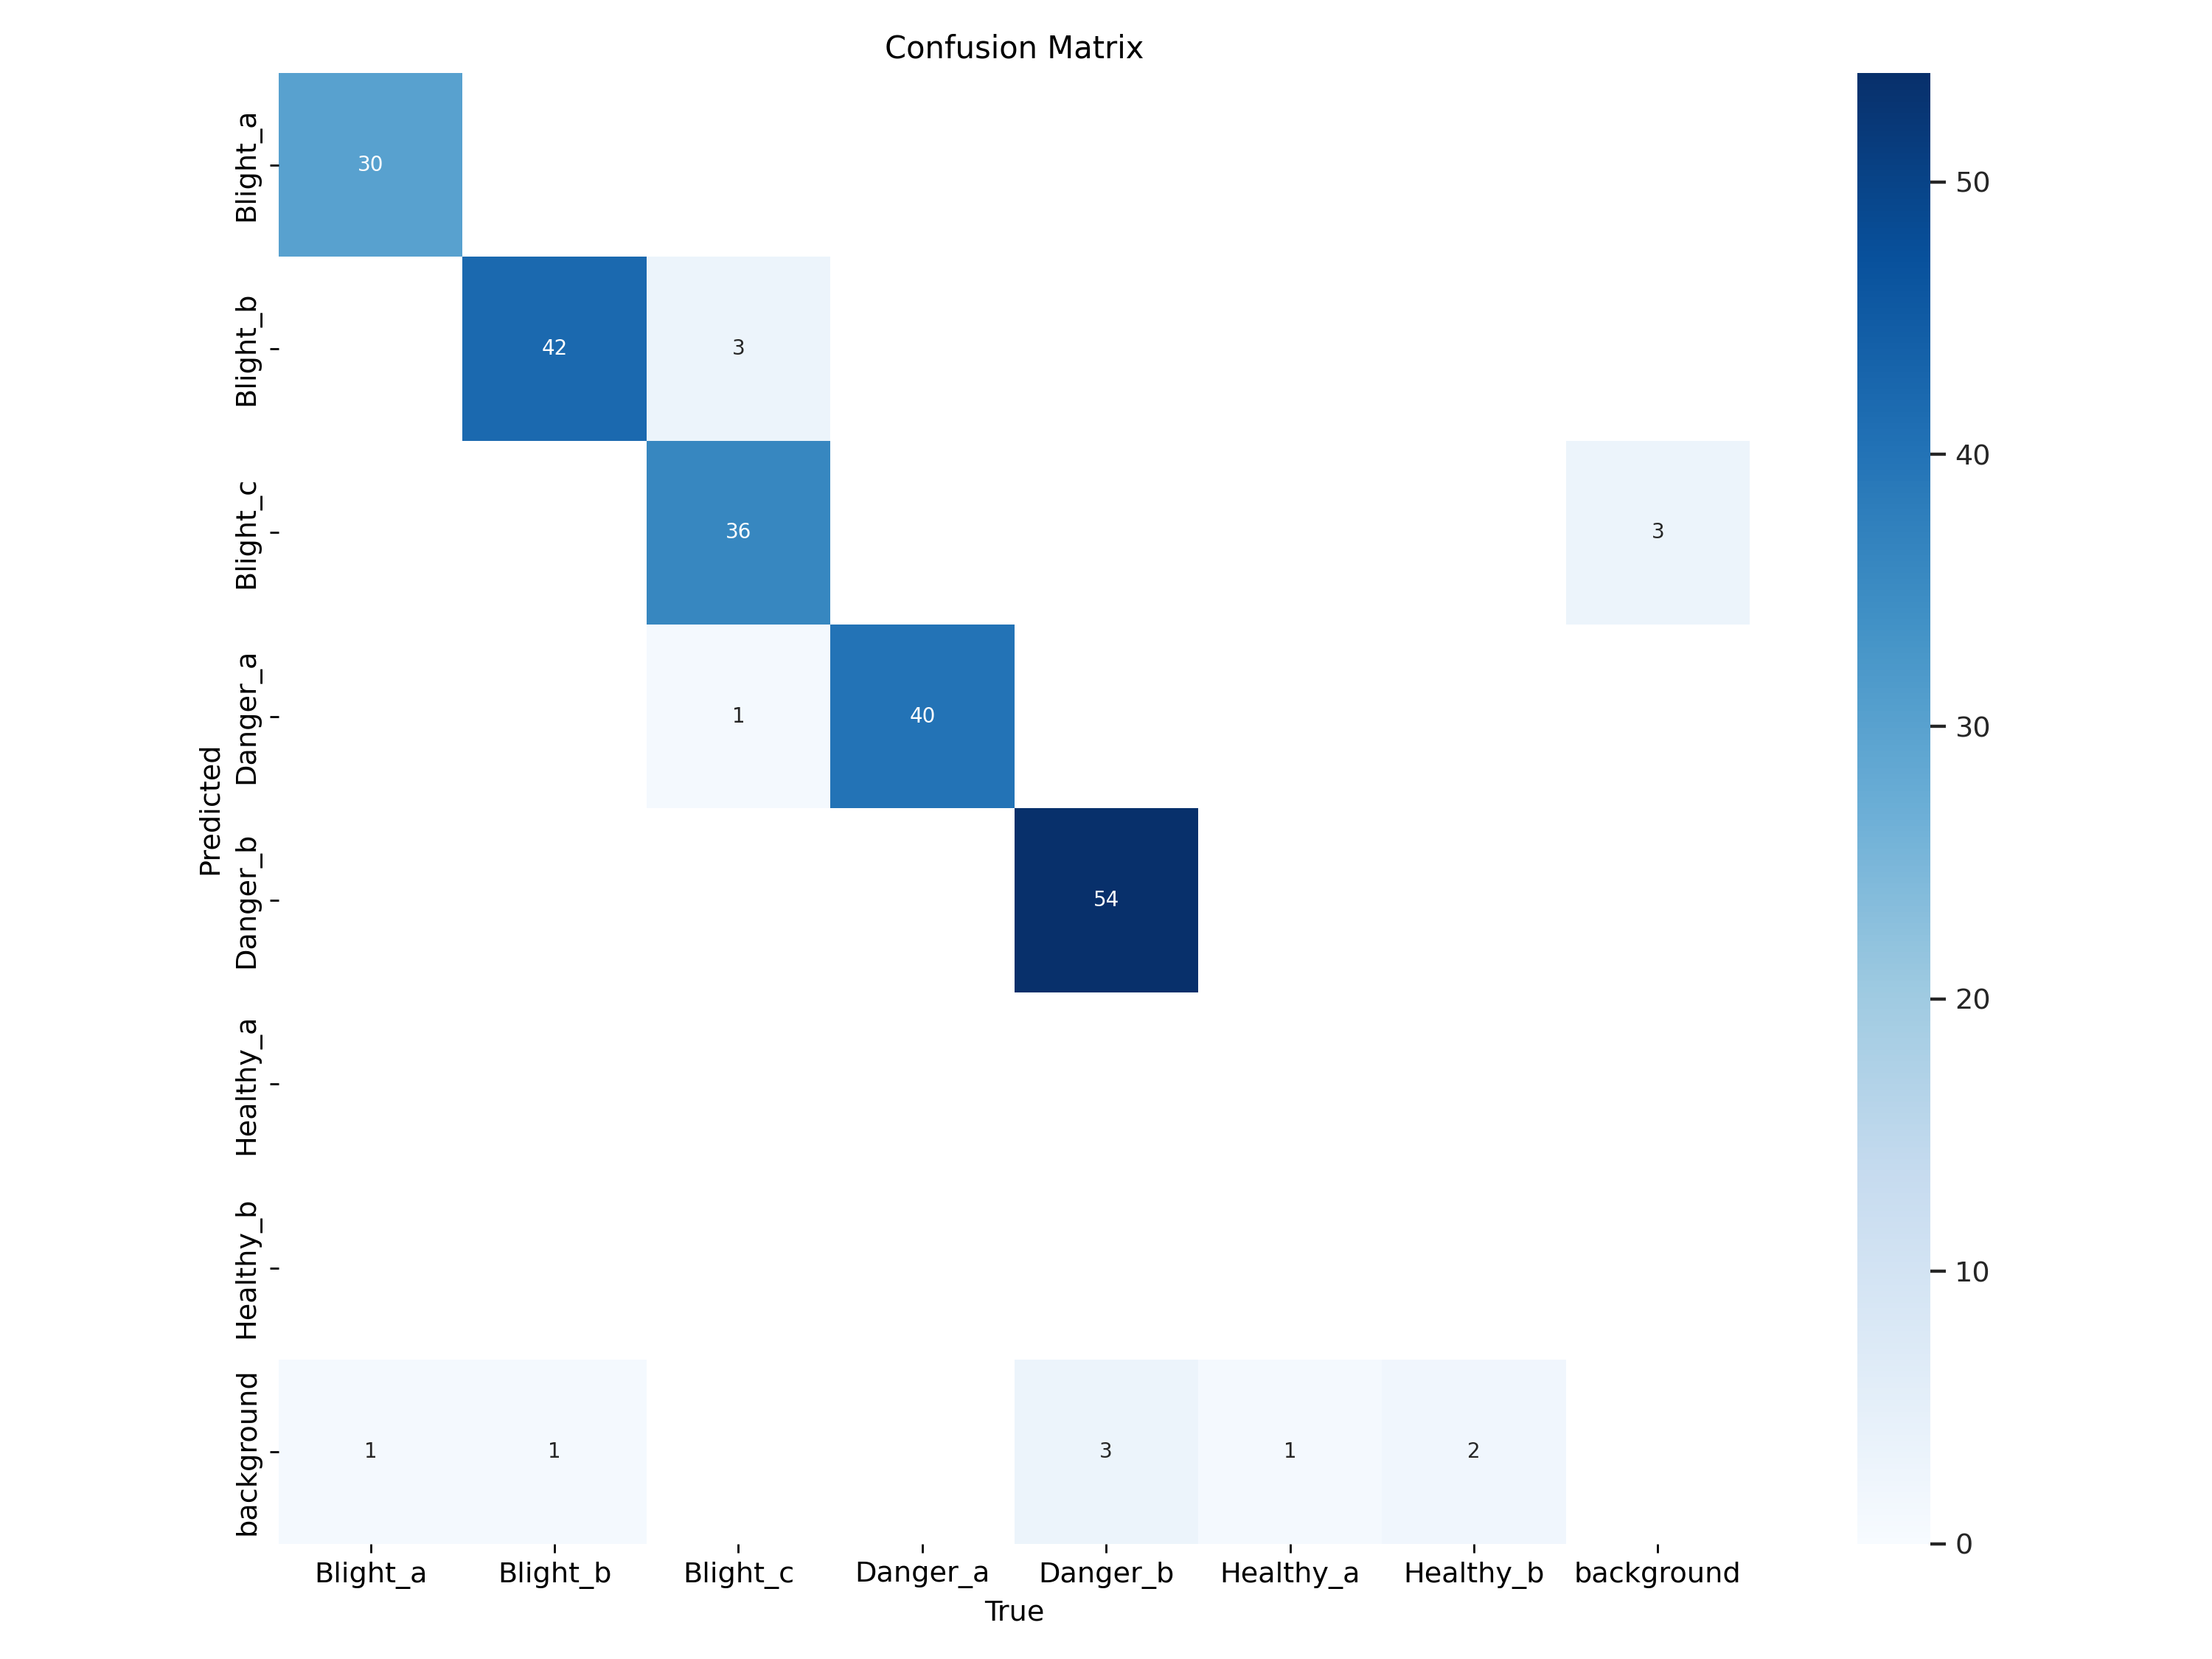 Confusion Matrix
Blight_a
30
Blight_b
42 3
Blight_c
36 3
Danger_a
1 40
Danger_b
54
Healthy_a
Healthy_b
background
1 1 3 1 2
Predicted
Blight_a Blight_b Blight_c Danger_a Danger_b Healthy_a Healthy_b background
True
50
40
30
20
10
0